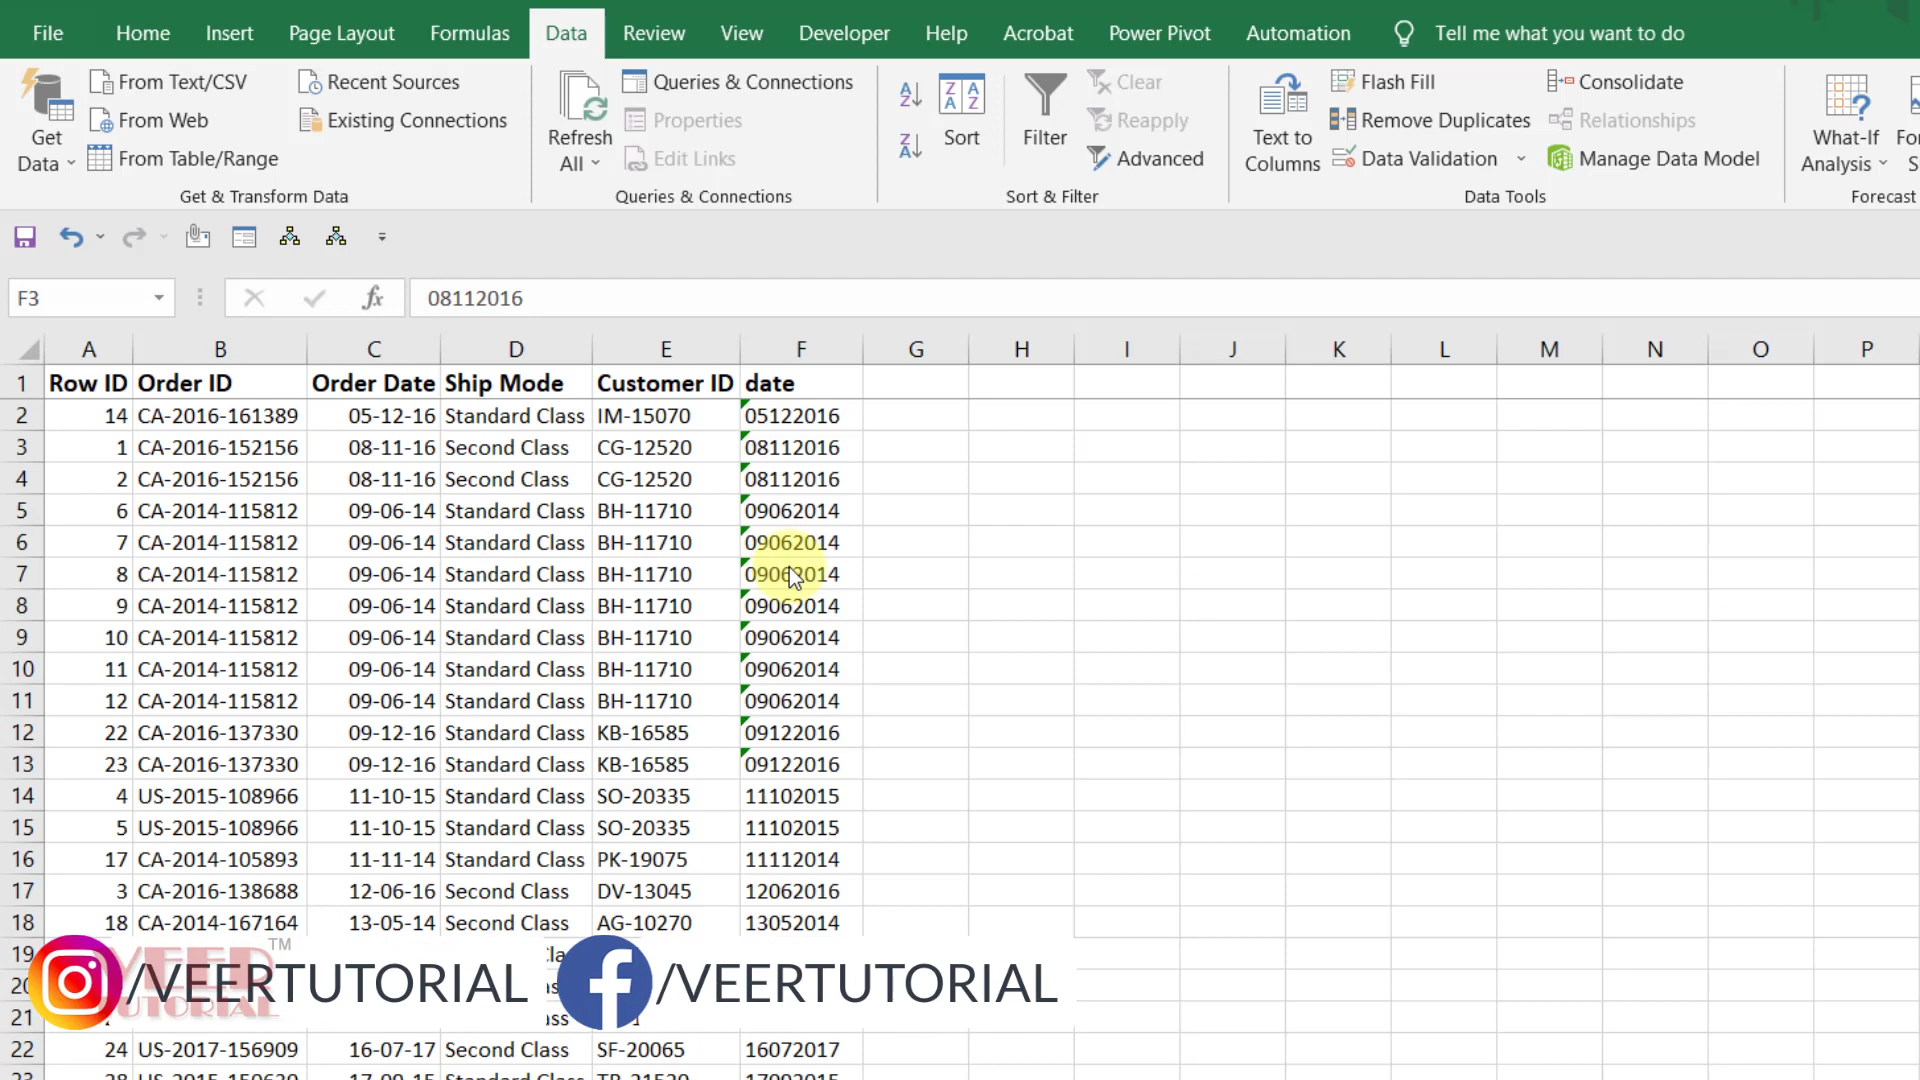 File Home Insert Page Layout Formulas Data Review View Developer Help Acrobat Power Pivot Automation Tell me what you want to do
From Text/CSV Recent Sources Queries & Connections Clear Flash Fill Consolidate
From Web Existing Connections Properties Reapply Remove Duplicates Relationships
Get Data From Table/Range Refresh All Edit Links Sort Filter Advanced Text to Columns Data Validation Manage Data Model What-If Analysis
Get & Transform Data Queries & Connections Sort & Filter Data Tools Forecast
F3 fx 08112016
A B C D E F G H I J K L M N O P
1 Row ID Order ID Order Date Ship Mode Customer ID date
2 14 CA-2016-161389 05-12-16 Standard Class IM-15070 05122016
3 1 CA-2016-152156 08-11-16 Second Class CG-12520 08112016
4 2 CA-2016-152156 08-11-16 Second Class CG-12520 08112016
5 6 CA-2014-115812 09-06-14 Standard Class BH-11710 09062014
6 7 CA-2014-115812 09-06-14 Standard Class BH-11710 09062014
7 8 CA-2014-115812 09-06-14 Standard Class BH-11710 09062014
8 9 CA-2014-115812 09-06-14 Standard Class BH-11710 09062014
9 10 CA-2014-115812 09-06-14 Standard Class BH-11710 09062014
10 11 CA-2014-115812 09-06-14 Standard Class BH-11710 09062014
11 12 CA-2014-115812 09-06-14 Standard Class BH-11710 09062014
12 22 CA-2016-137330 09-12-16 Standard Class KB-16585 09122016
13 23 CA-2016-137330 09-12-16 Standard Class KB-16585 09122016
14 4 US-2015-108966 11-10-15 Standard Class SO-20335 11102015
15 5 US-2015-108966 11-10-15 Standard Class SO-20335 11102015
16 17 CA-2014-105893 11-11-14 Standard Class PK-19075 11112014
17 3 CA-2016-138688 12-06-16 Second Class DV-13045 12062016
18 18 CA-2014-167164 13-05-14 Second Class AG-10270 13052014
19
VEER TUTORIAL TM
/VEERTUTORIAL /VEERTUTORIAL
21
22 24 US-2017-156909 16-07-17 Second Class SF-20065 16072017